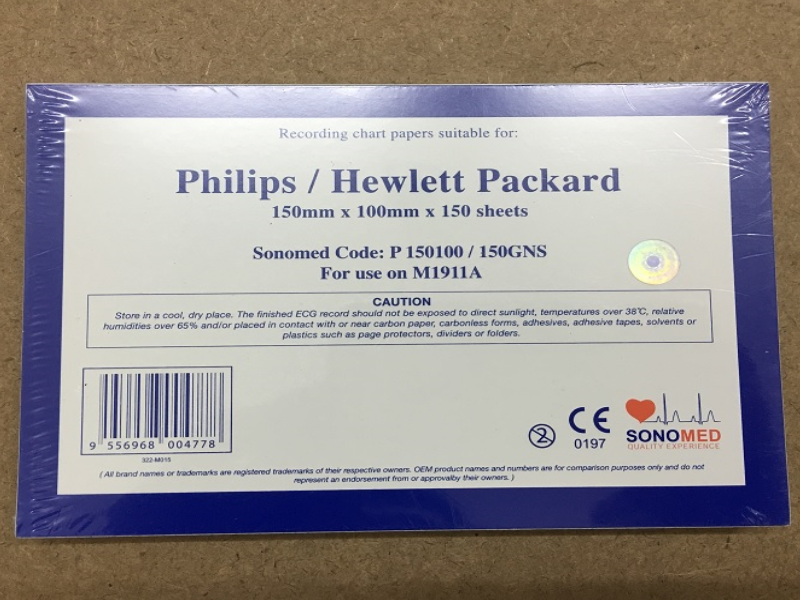 Recording chart papers suitable for:
Philips / Hewlett Packard
150mm x 100mm x 150 sheets
Sonomed Code: P 150100 / 150GNS
For use on M1911A
CAUTION
Store in a cool, dry place. The finished ECG record should not be exposed to direct sunlight, temperatures over 38℃, relative
humidities over 65% and/or placed in contact with or near carbon paper, carbonless forms, adhesives, adhesive tapes, solvents or
plastics such as page protectors, dividers or folders.
9 556968 004778
322-M015
2
CE
0197
SONOMED
QUALITY EXPERIENCE
( All brand names or trademarks are registered trademarks of their respective owners. OEM product names and numbers are for comparison purposes only and do not
represent an endorsement from or approvalby their owners. )